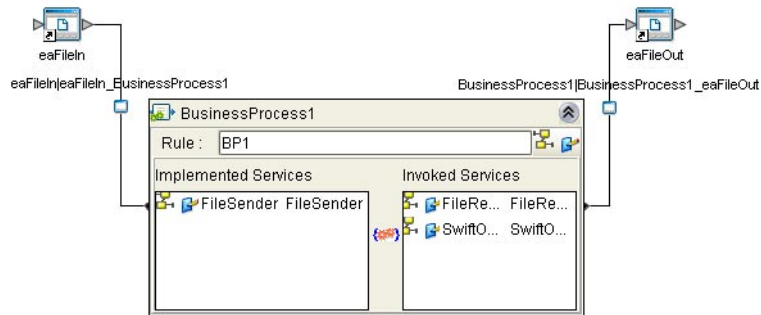 eaFileIn
eaFileOut
eaFileIn|eaFileIn_BusinessProcess1
BusinessProcess1|BusinessProcess1_eaFileOut
BusinessProcess1
Rule : BP1
Implemented Services
Invoked Services
FileSender FileSender
FileRe... FileRe...
SwiftO... SwiftO...